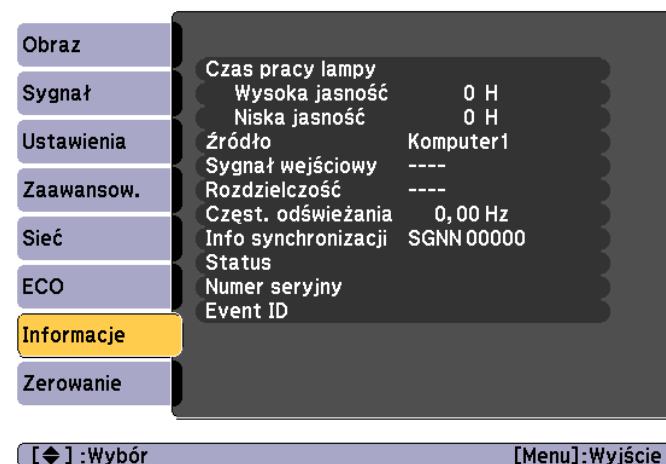 Obraz
Sygnał
Ustawienia
Zaawansow.
Sieć
ECO
Informacje
Zerowanie
Czas pracy lampy
Wysoka jasność 0 H
Niska jasność 0 H
Źródło Komputer1
Sygnał wejściowy ----
Rozdzielczość ----
Częst. odświeżania 0,00 Hz
Info synchronizacji SGNN 00000
Status
Numer seryjny
Event ID
[◆] :Wybór [Menu]:Wyjście